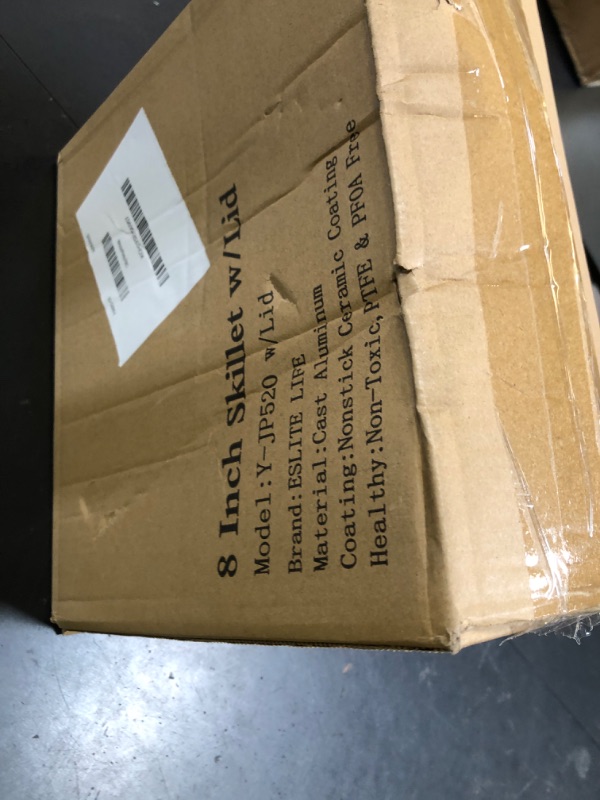 8 Inch Skillet w/Lid
Model:Y-JP520 w/Lid
Brand:ESLITE LIFE
Material:Cast Aluminum
Coating:Nonstick Ceramic Coating
Healthy:Non-Toxic,PTFE & PFOA Free